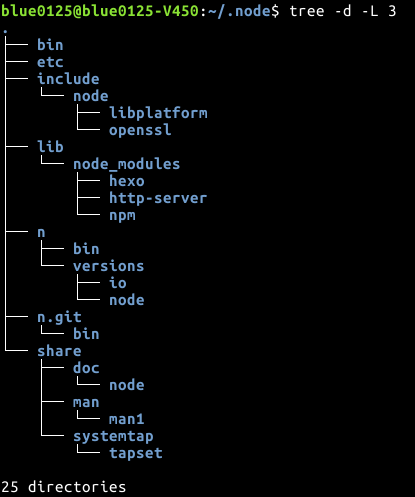 blue0125@blue0125-V450:~/.node$ tree -d -L 3
.
├── bin
├── etc
├── include
│   └── node
│       ├── libplatform
│       └── openssl
├── lib
│   └── node_modules
│       ├── hexo
│       ├── http-server
│       └── npm
├── n
│   ├── bin
│   └── versions
│       ├── io
│       └── node
├── n.git
│   └── bin
└── share
    ├── doc
    │   └── node
    ├── man
    │   └── man1
    └── systemtap
        └── tapset

25 directories